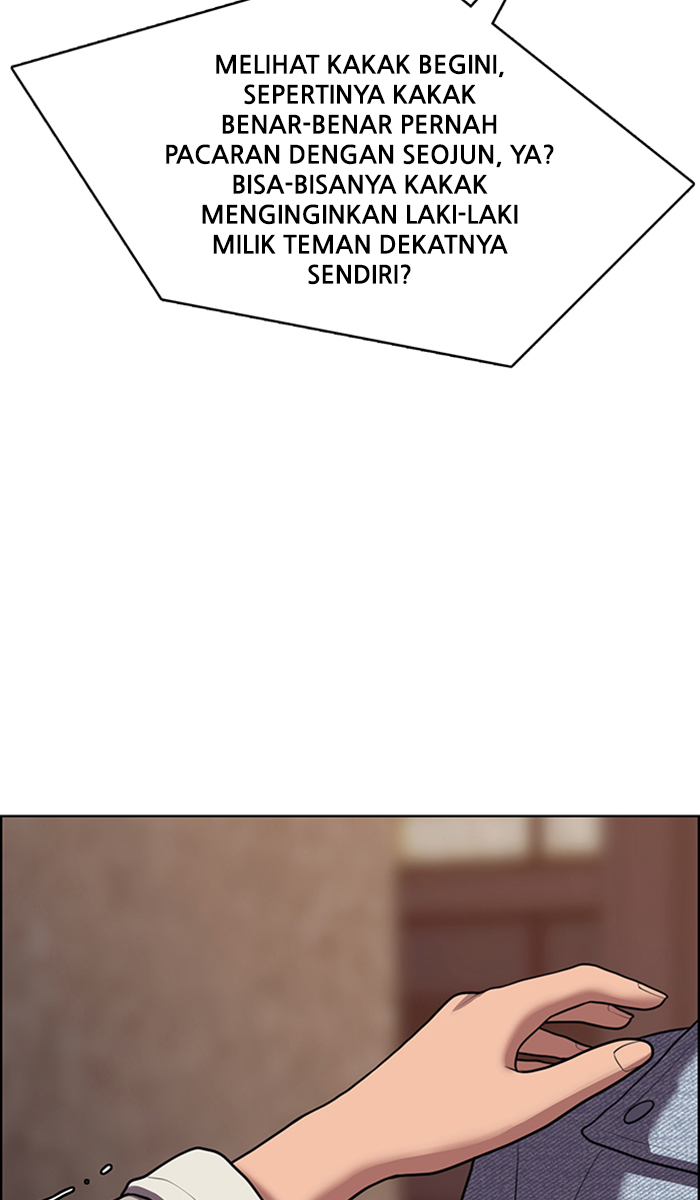 MELIHAT KAKAK BEGINI,
SEPERTINYA KAKAK
BENAR-BENAR PERNAH
PACARAN DENGAN SEOJUN, YA?
BISA-BISANYA KAKAK
MENGINGINKAN LAKI-LAKI
MILIK TEMAN DEKATNYA
SENDIRI?